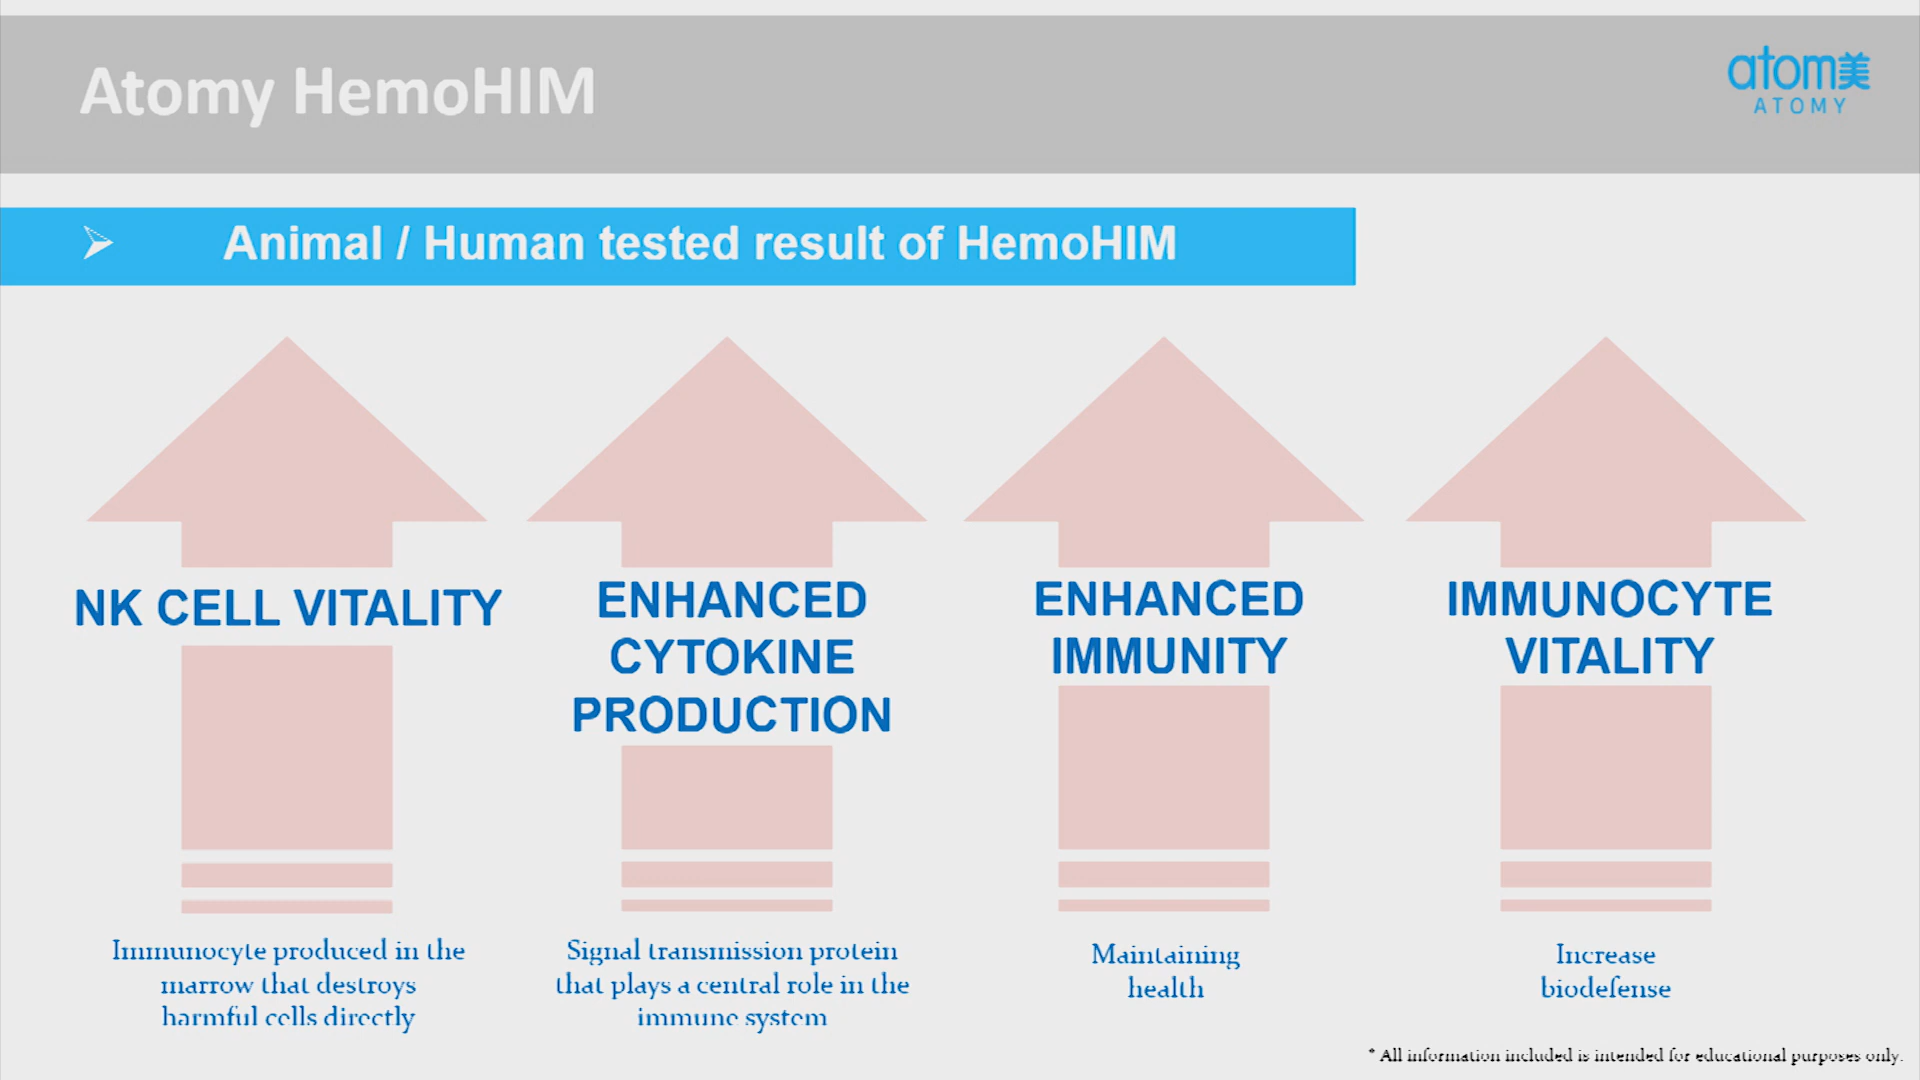 Atomy HemoHIM
atom美
ATOMY
➢ Animal / Human tested result of HemoHIM
NK CELL VITALITY
ENHANCED
CYTOKINE
PRODUCTION
ENHANCED
IMMUNITY
IMMUNOCYTE
VITALITY
Immunocyte produced in the
marrow that destroys
harmful cells directly
Signal transmission protein
that plays a central role in the
immune system
Maintaining
health
Increase
biodefense
* All information included is intended for educational purposes only.